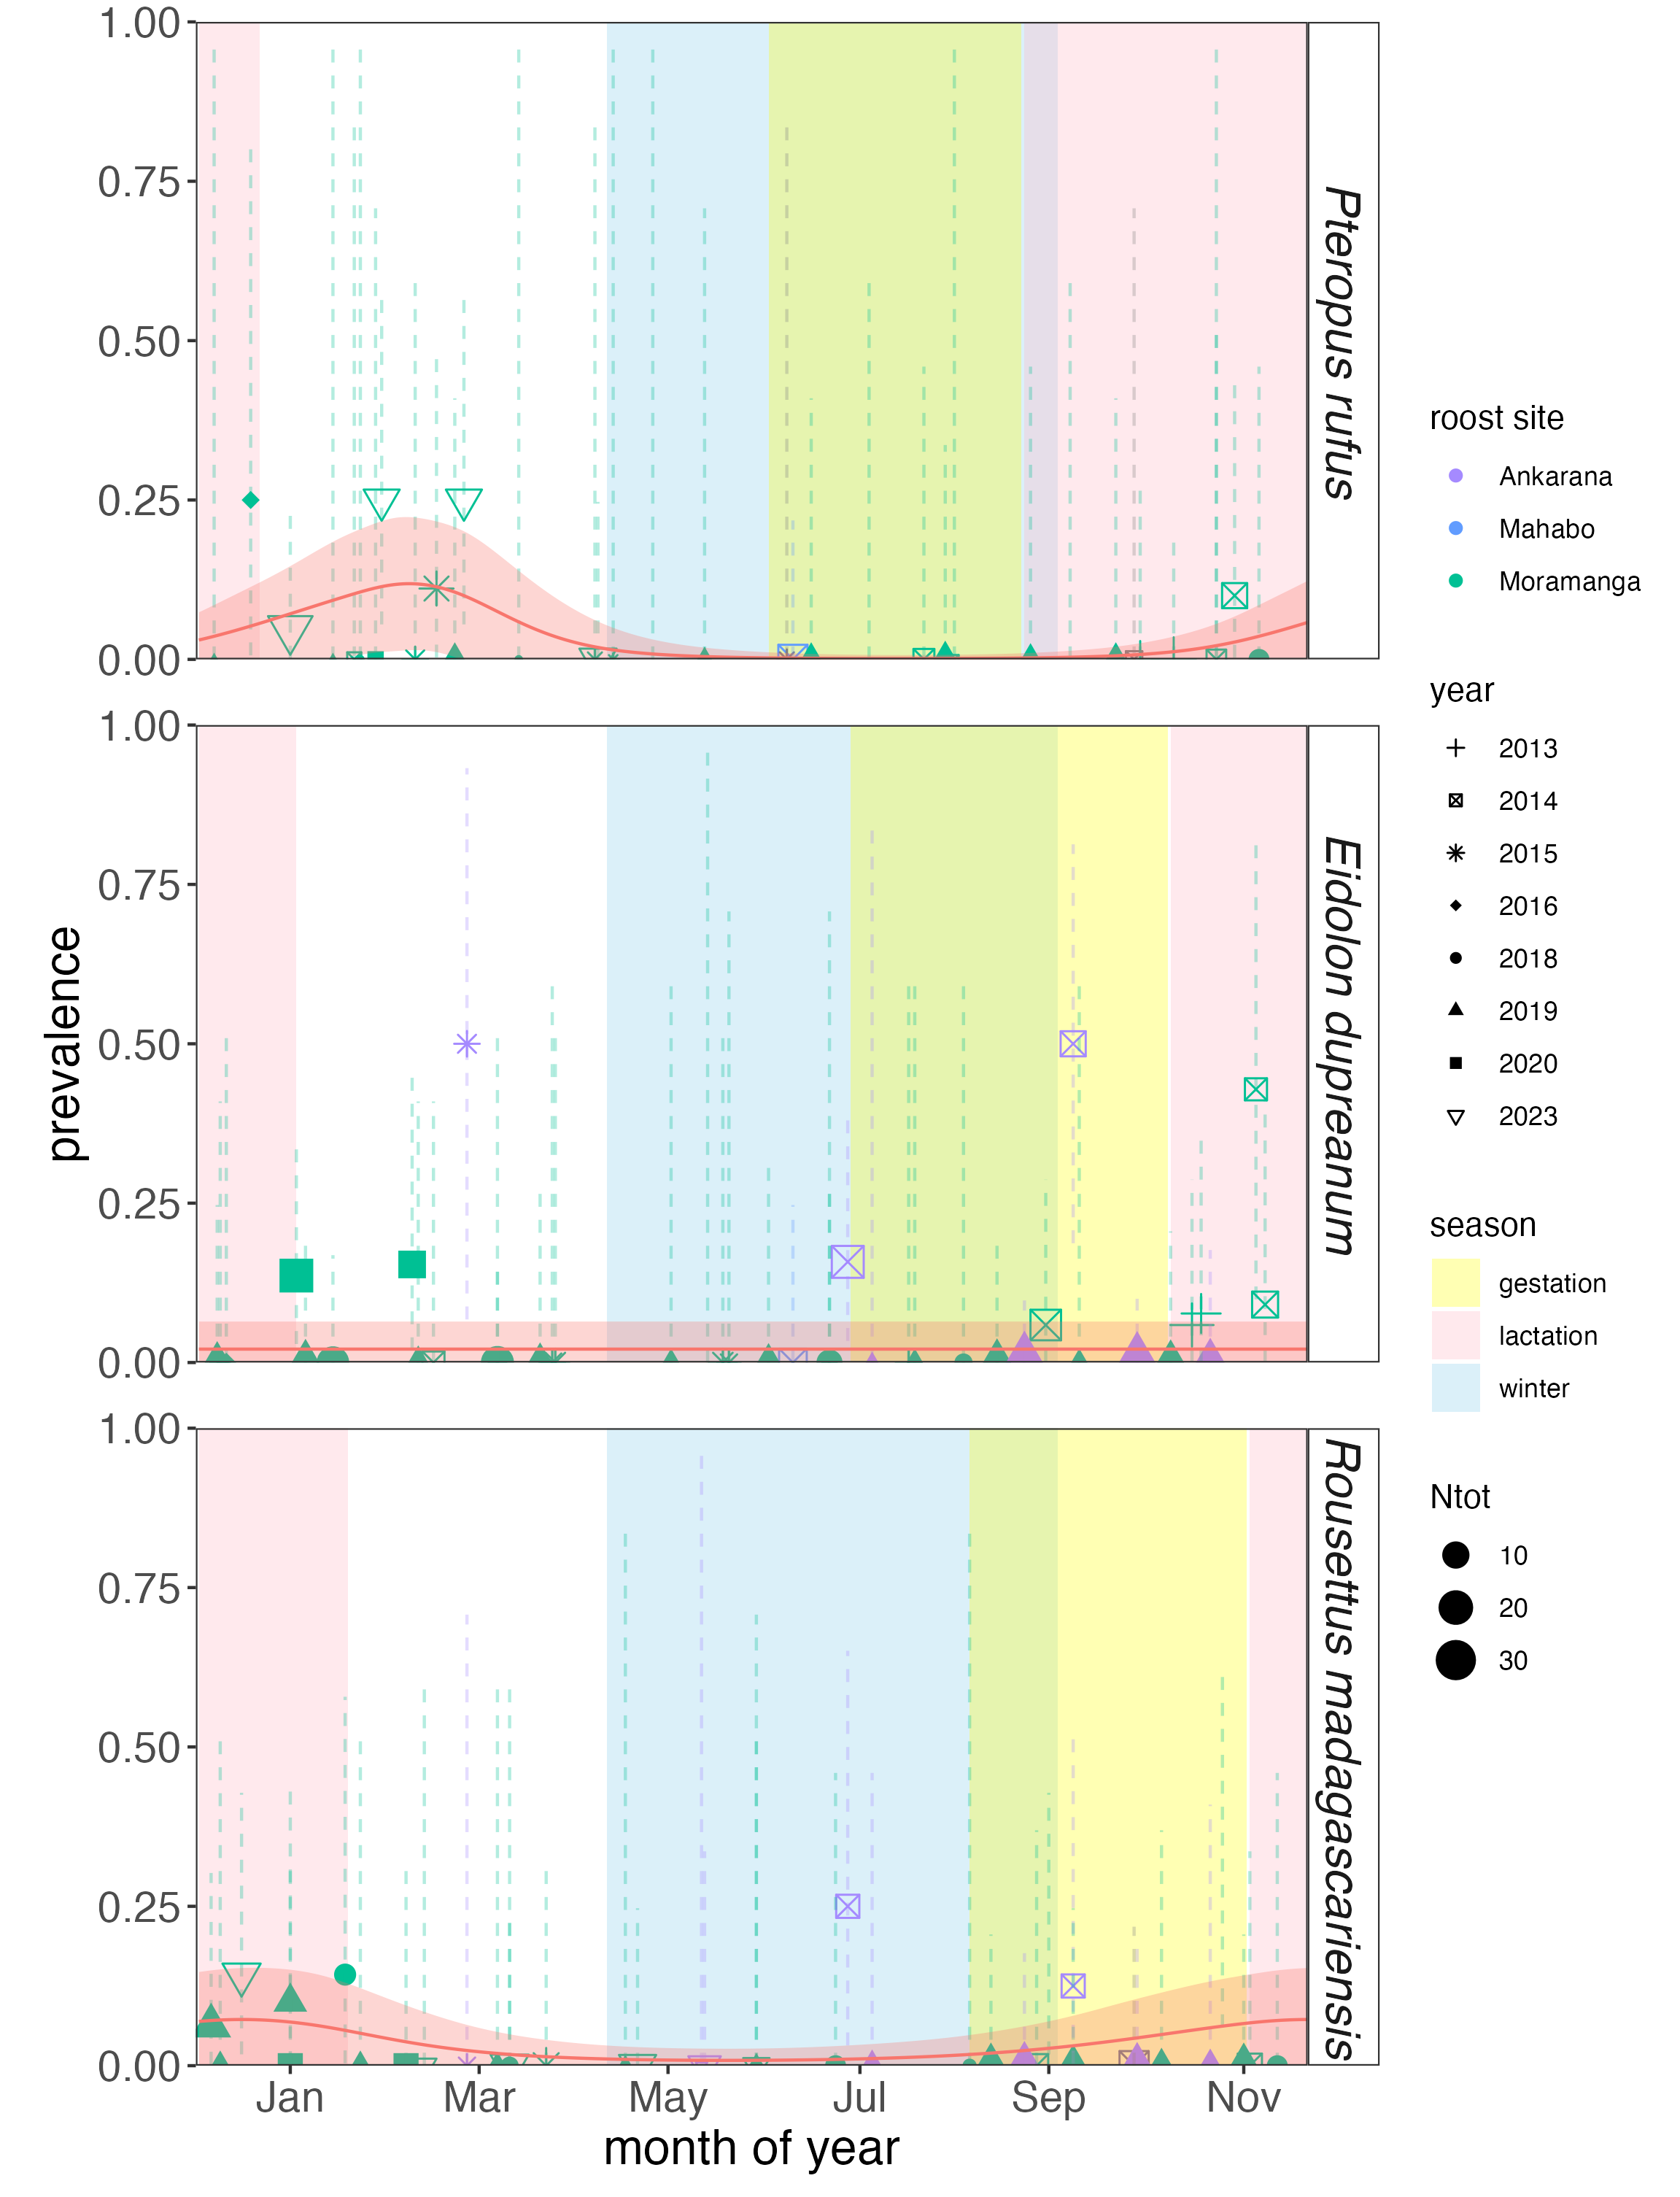 1.00
0.75
0.50
0.25
0.00
Pteropus rufus
1.00
0.75
0.50
0.25
0.00
Eidolon dupreanum
1.00
0.75
0.50
0.25
0.00
Rousettus madagascariensis
prevalence
Jan Mar May Jul Sep Nov
month of year
roost site
Ankarana
Mahabo
Moramanga
year
2013
2014
2015
2016
2018
2019
2020
2023
season
gestation
lactation
winter
Ntot
10
20
30